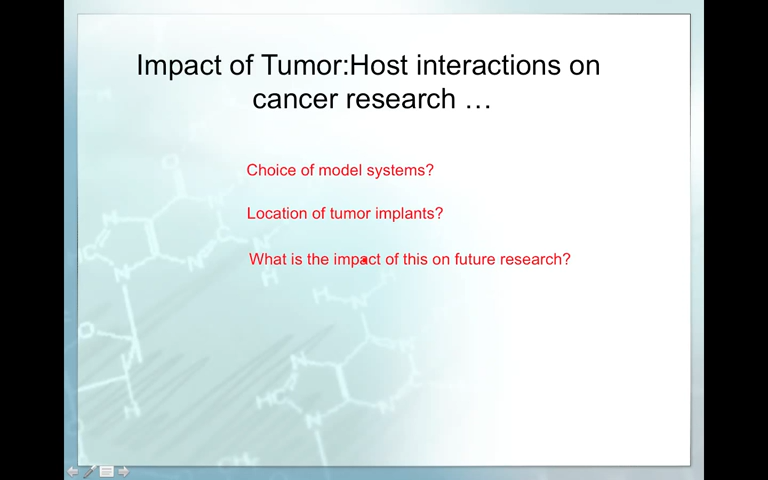 Impact of Tumor:Host interactions on
cancer research …
Choice of model systems?
Location of tumor implants?
What is the impact of this on future research?